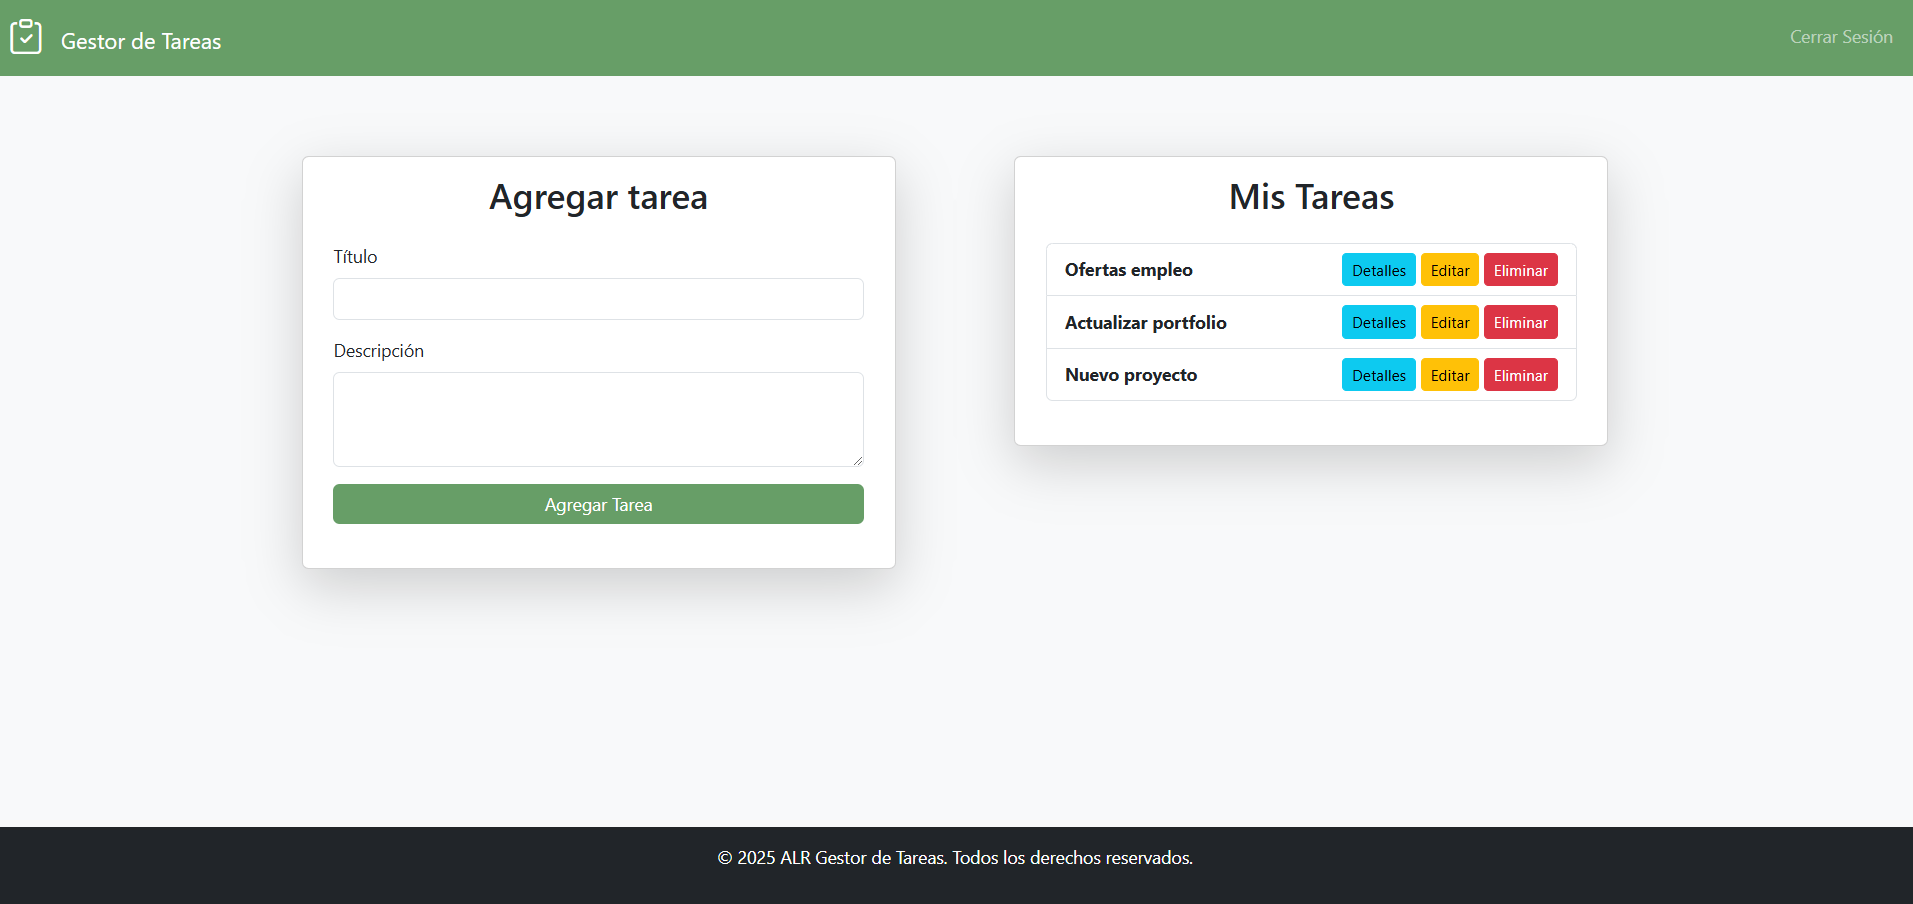 Gestor de Tareas
Cerrar Sesión
Agregar tarea
Título
Descripción
Agregar Tarea
Mis Tareas
Ofertas empleo Detalles Editar Eliminar
Actualizar portfolio Detalles Editar Eliminar
Nuevo proyecto Detalles Editar Eliminar
© 2025 ALR Gestor de Tareas. Todos los derechos reservados.